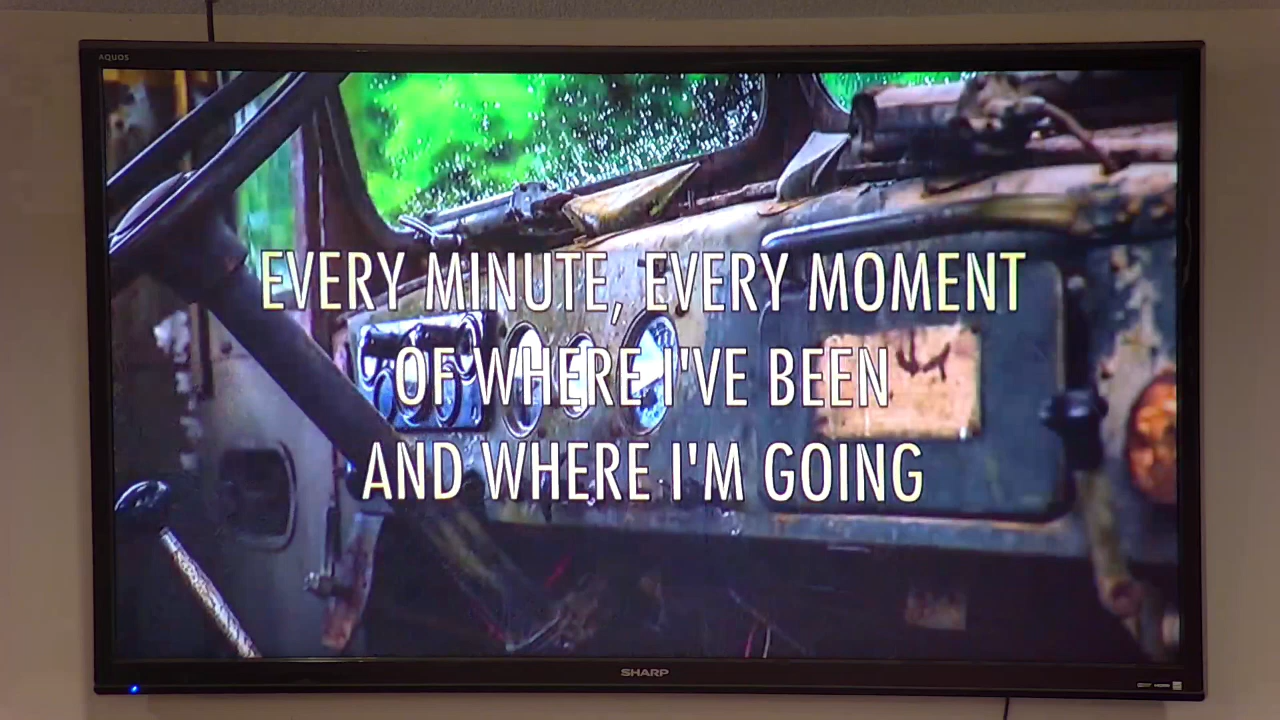 AQUOS
EVERY MINUTE, EVERY MOMENT
OF WHERE I'VE BEEN
AND WHERE I'M GOING
SHARP